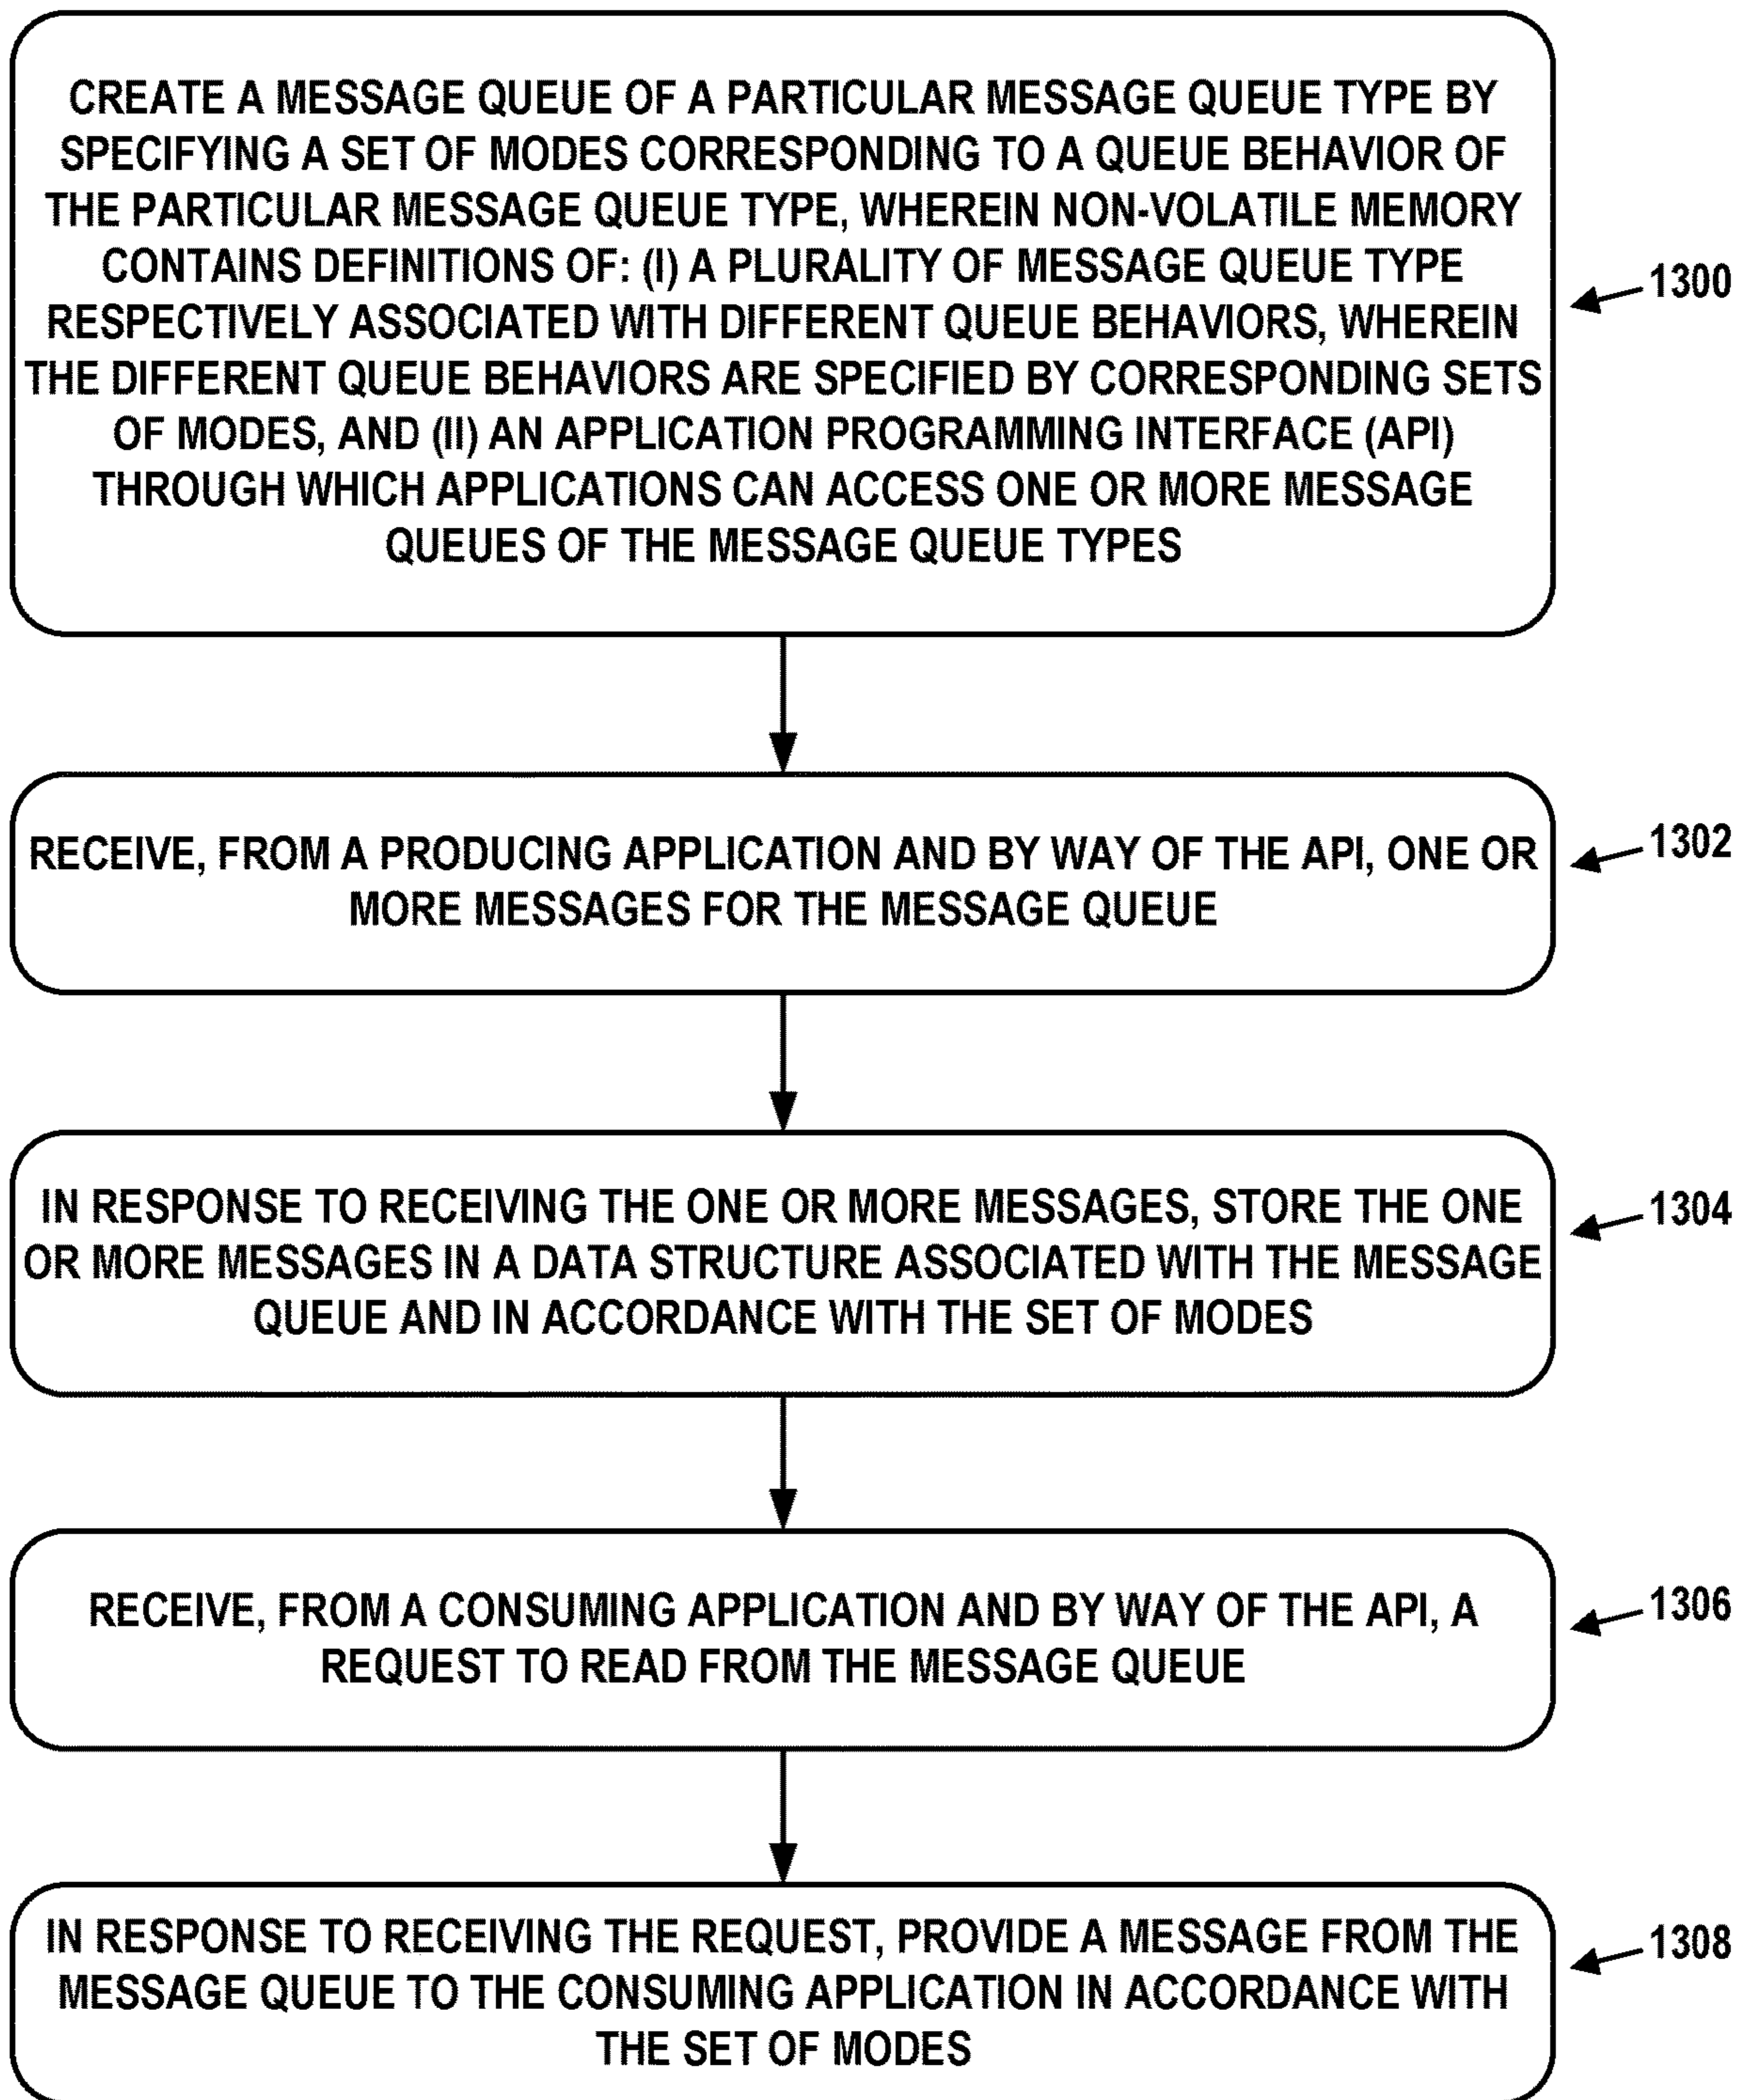 CREATE A MESSAGE QUEUE OF A PARTICULAR MESSAGE QUEUE TYPE BY
SPECIFYING A SET OF MODES CORRESPONDING TO A QUEUE BEHAVIOR OF
THE PARTICULAR MESSAGE QUEUE TYPE, WHEREIN NON-VOLATILE MEMORY
CONTAINS DEFINITIONS OF: (I) A PLURALITY OF MESSAGE QUEUE TYPE
RESPECTIVELY ASSOCIATED WITH DIFFERENT QUEUE BEHAVIORS, WHEREIN
THE DIFFERENT QUEUE BEHAVIORS ARE SPECIFIED BY CORRESPONDING SETS
OF MODES, AND (II) AN APPLICATION PROGRAMMING INTERFACE (API)
THROUGH WHICH APPLICATIONS CAN ACCESS ONE OR MORE MESSAGE
QUEUES OF THE MESSAGE QUEUE TYPES
1300
RECEIVE, FROM A PRODUCING APPLICATION AND BY WAY OF THE API, ONE OR
MORE MESSAGES FOR THE MESSAGE QUEUE
1302
IN RESPONSE TO RECEIVING THE ONE OR MORE MESSAGES, STORE THE ONE
OR MORE MESSAGES IN A DATA STRUCTURE ASSOCIATED WITH THE MESSAGE
QUEUE AND IN ACCORDANCE WITH THE SET OF MODES
1304
RECEIVE, FROM A CONSUMING APPLICATION AND BY WAY OF THE API, A
REQUEST TO READ FROM THE MESSAGE QUEUE
1306
IN RESPONSE TO RECEIVING THE REQUEST, PROVIDE A MESSAGE FROM THE
MESSAGE QUEUE TO THE CONSUMING APPLICATION IN ACCORDANCE WITH
THE SET OF MODES
1308